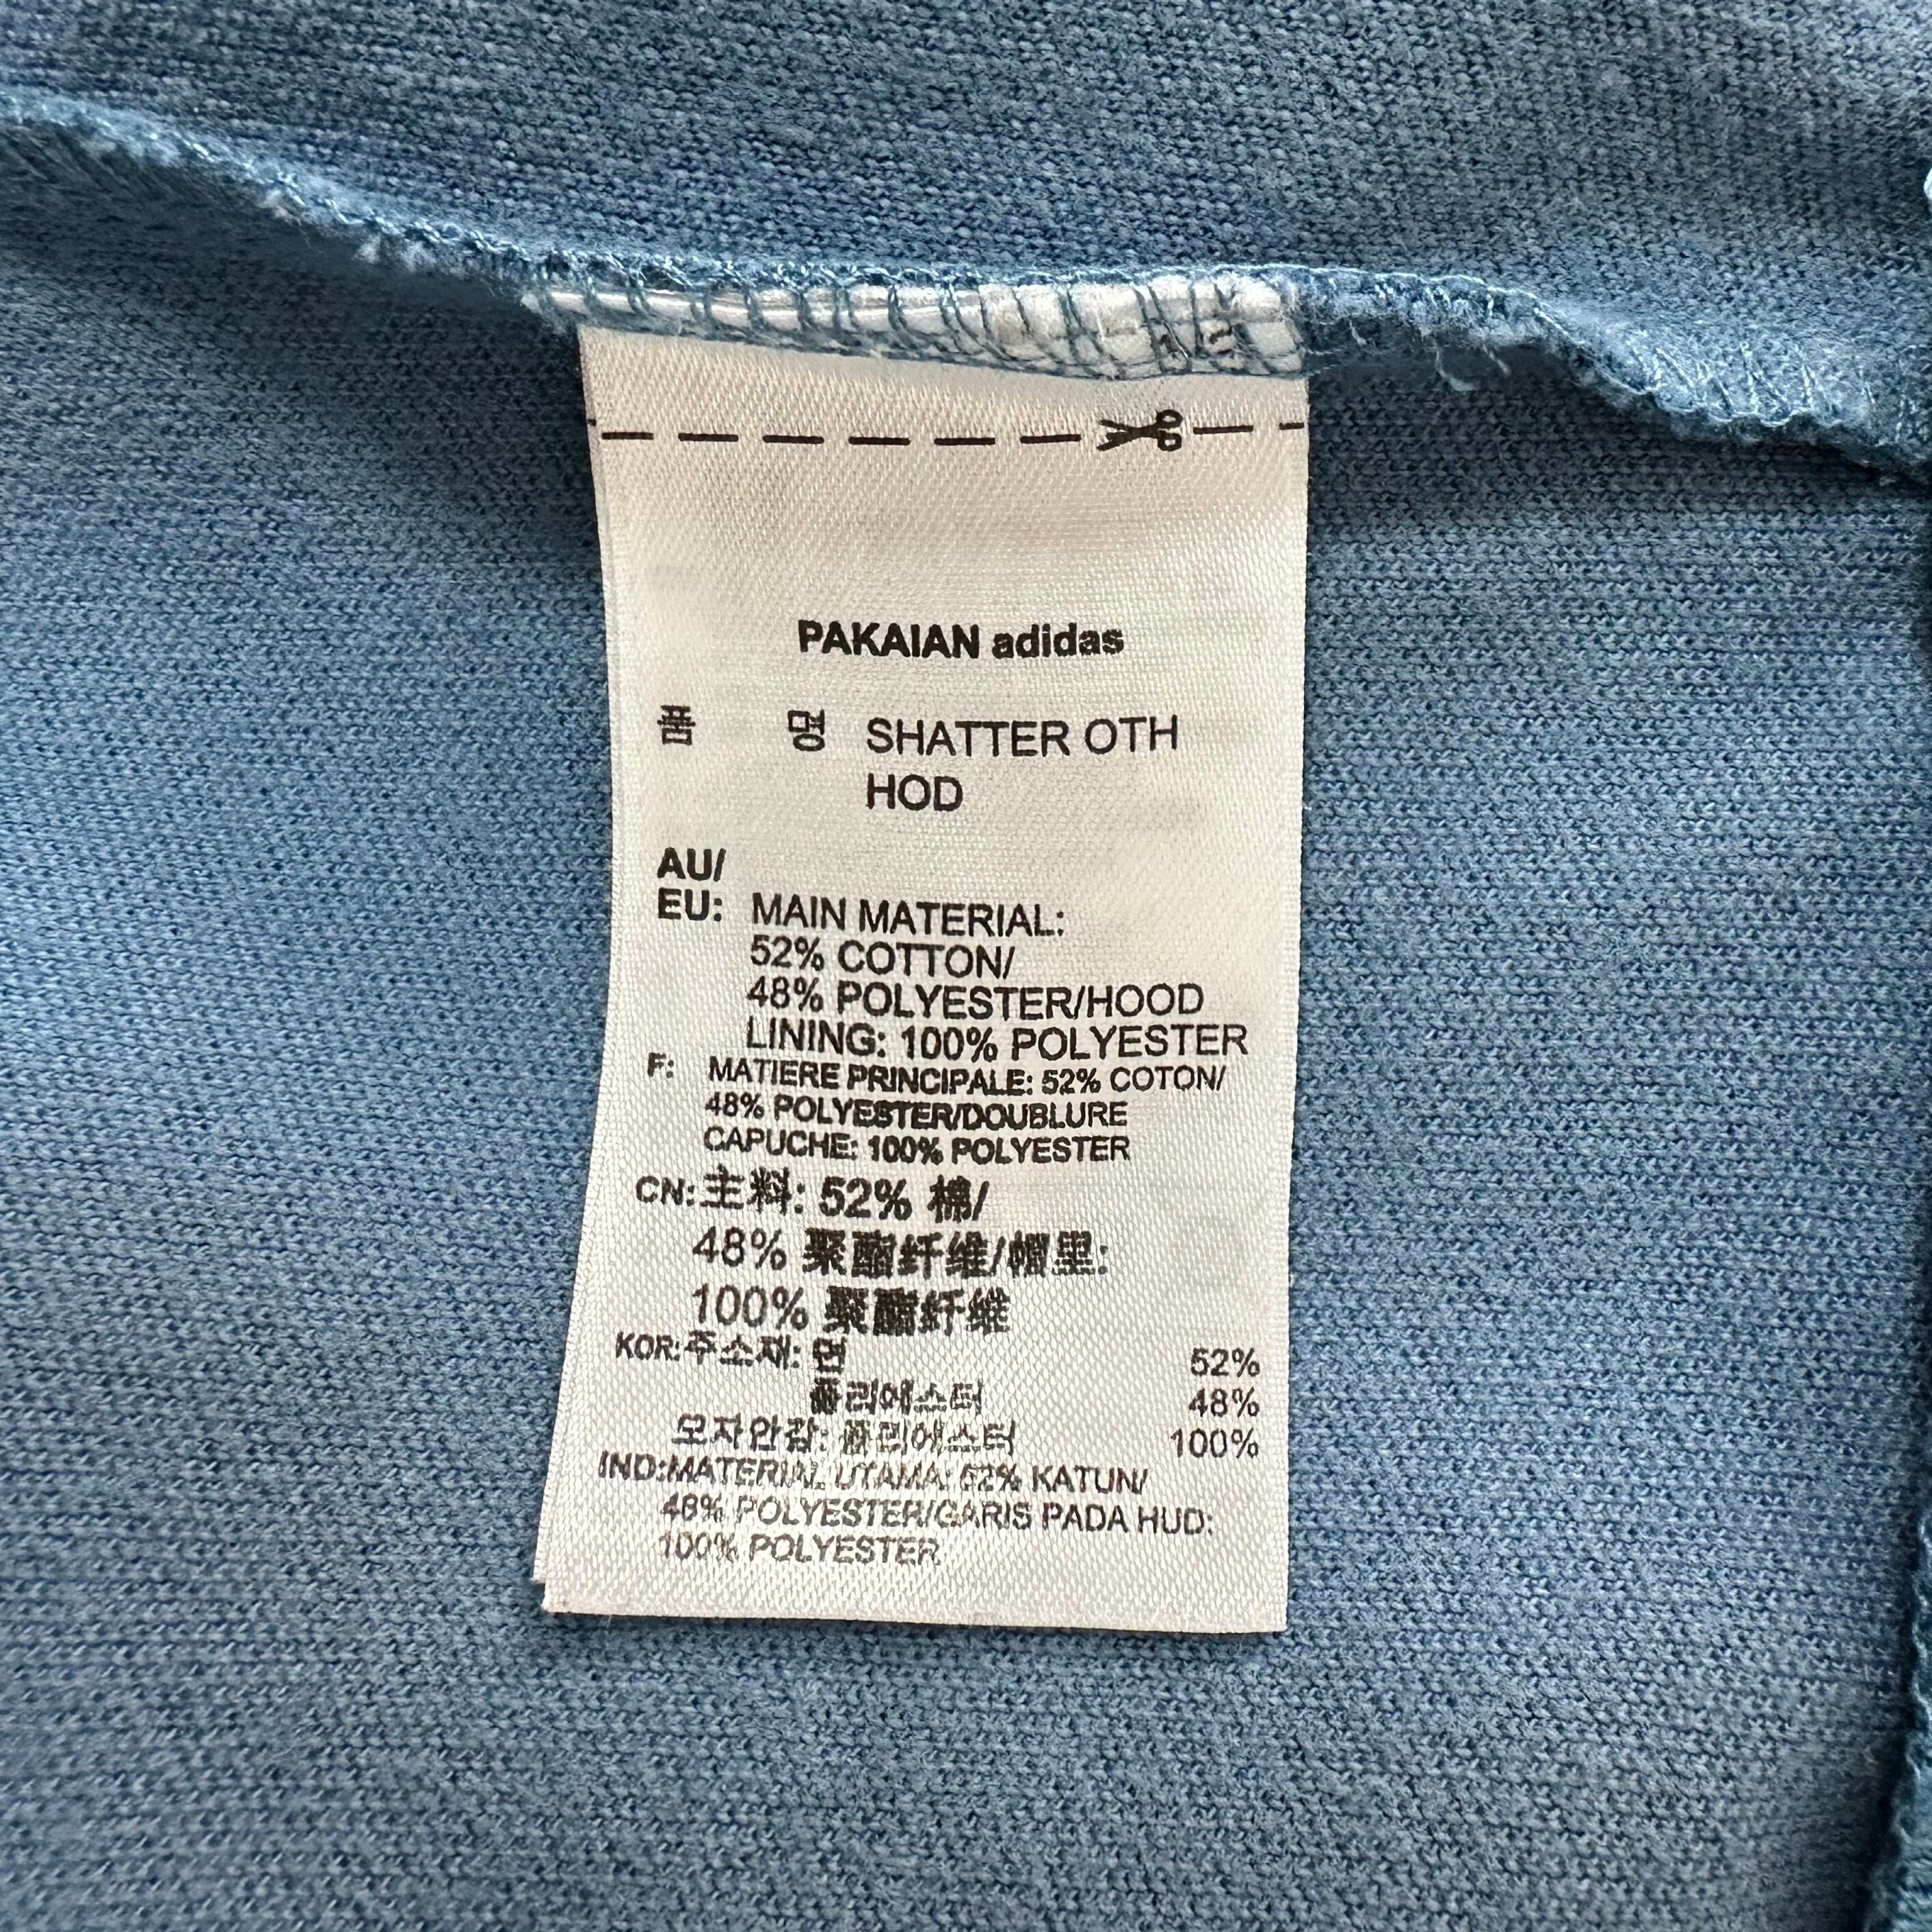 PAKAIAN adidas
품 명 SHATTER OTH
HOD
AU/
EU: MAIN MATERIAL:
52% COTTON/
48% POLYESTER/HOOD
LINING: 100% POLYESTER
F: MATIERE PRINCIPALE: 52% COTON/
48% POLYESTER/DOUBLURE
CAPUCHE: 100% POLYESTER
CN: 主料: 52% 棉/
48% 聚酯纤维/帽里:
100% 聚酯纤维
KOR: 주소재: 면 52%
폴리에스터 48%
모자안감: 폴리에스터 100%
IND: MATERIAL UTAMA: 52% KATUN/
48% POLYESTER/GARIS PADA HUD:
100% POLYESTER